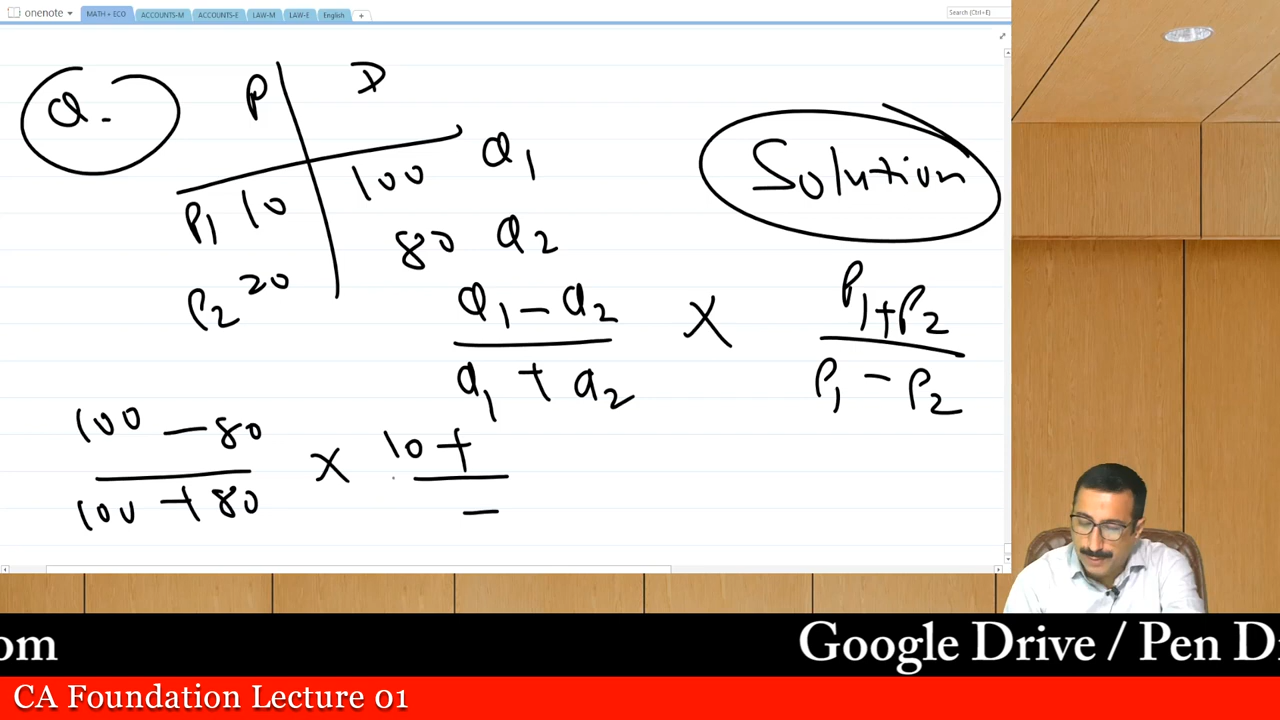 onenote MATH + ECO ACCOUNTS-M ACCOUNTS-E LAW-M LAW-E English + Search (Ctrl+E)
Q.
P D
P1 10 100 Q1
P2 20 80 Q2
Solution
Q1 - Q2 X P1 + P2
Q1 + Q2 P1 - P2
100 - 80 X 10 +
100 + 80 -
om Google Drive / Pen D
CA Foundation Lecture 01